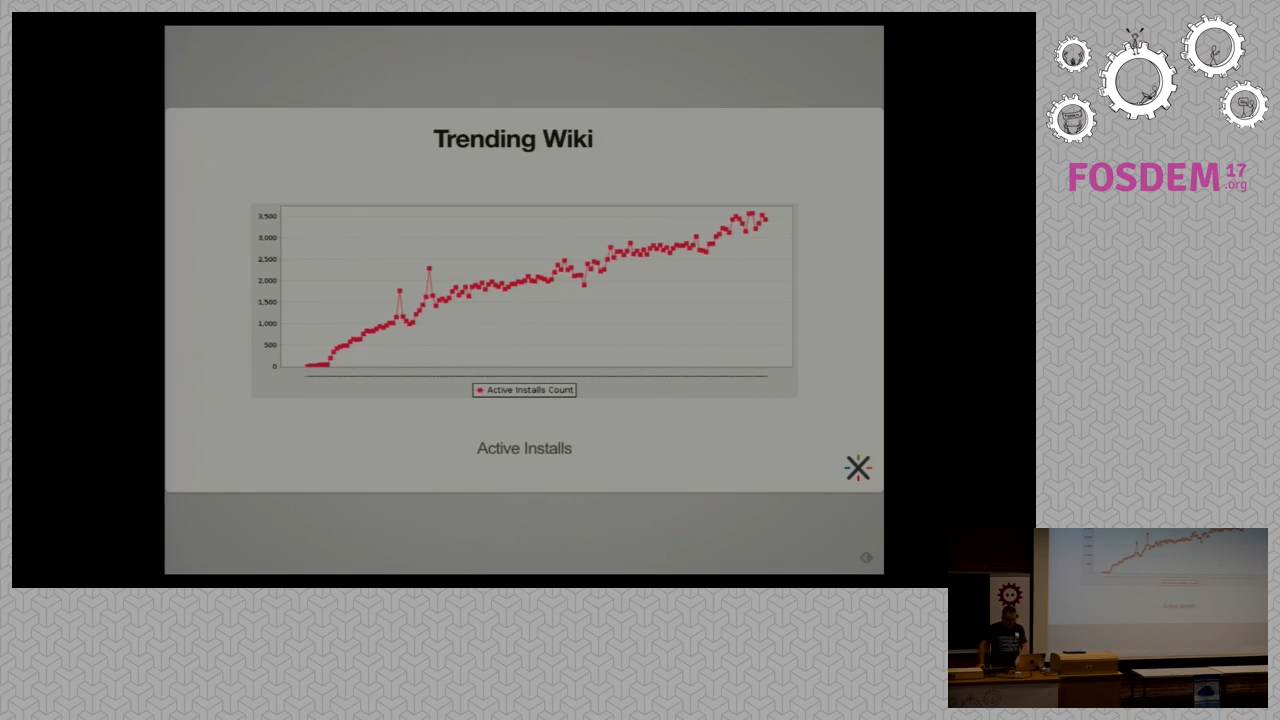 Trending Wiki
3,500
3,000
2,500
2,000
1,500
1,000
500
0
Active Installs Count
Active Installs
FOSDEM 17
.org